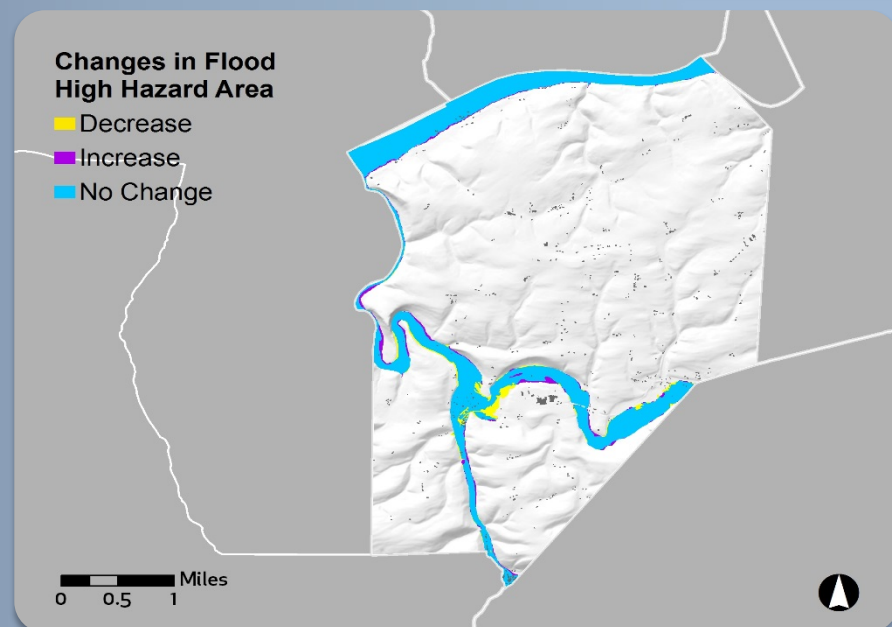 Changes in Flood
High Hazard Area
Decrease
Increase
No Change
Miles
0 0.5 1